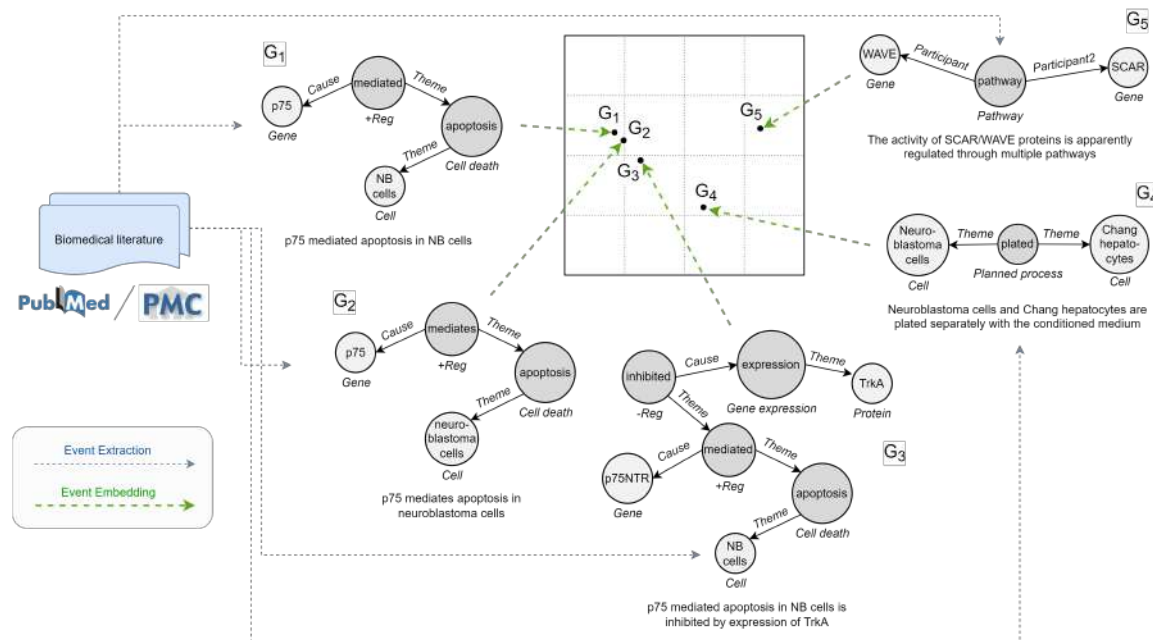 G1
Cause
mediated
Theme
p75
Gene
+Reg
apoptosis
Theme
Cell death
NB
cells
Cell
p75 mediated apoptosis in NB cells
G1
G2
G3
G4
G5
G5
WAVE
Participant
pathway
Participant2
SCAR
Gene
Pathway
Gene
The activity of SCAR/WAVE proteins is apparently
regulated through multiple pathways
Biomedical literature
PubMed / PMC
Neuro-
blastoma
cells
Theme
plated
Theme
Chang
hepato-
cytes
Cell
Planned process
Cell
Neuroblastoma cells and Chang hepatocytes are
plated separately with the conditioned medium
G2
Cause
mediates
Theme
p75
Gene
+Reg
apoptosis
Theme
Cell death
neuro-
blastoma
cells
Cell
p75 mediates apoptosis in
neuroblastoma cells
inhibited
Cause
expression
Theme
TrkA
-Reg
Theme
Gene expression
Protein
G3
Cause
mediated
Theme
p75NTR
Gene
+Reg
apoptosis
Theme
Cell death
NB
cells
Cell
p75 mediated apoptosis in NB cells is
inhibited by expression of TrkA
Event Extraction
Event Embedding